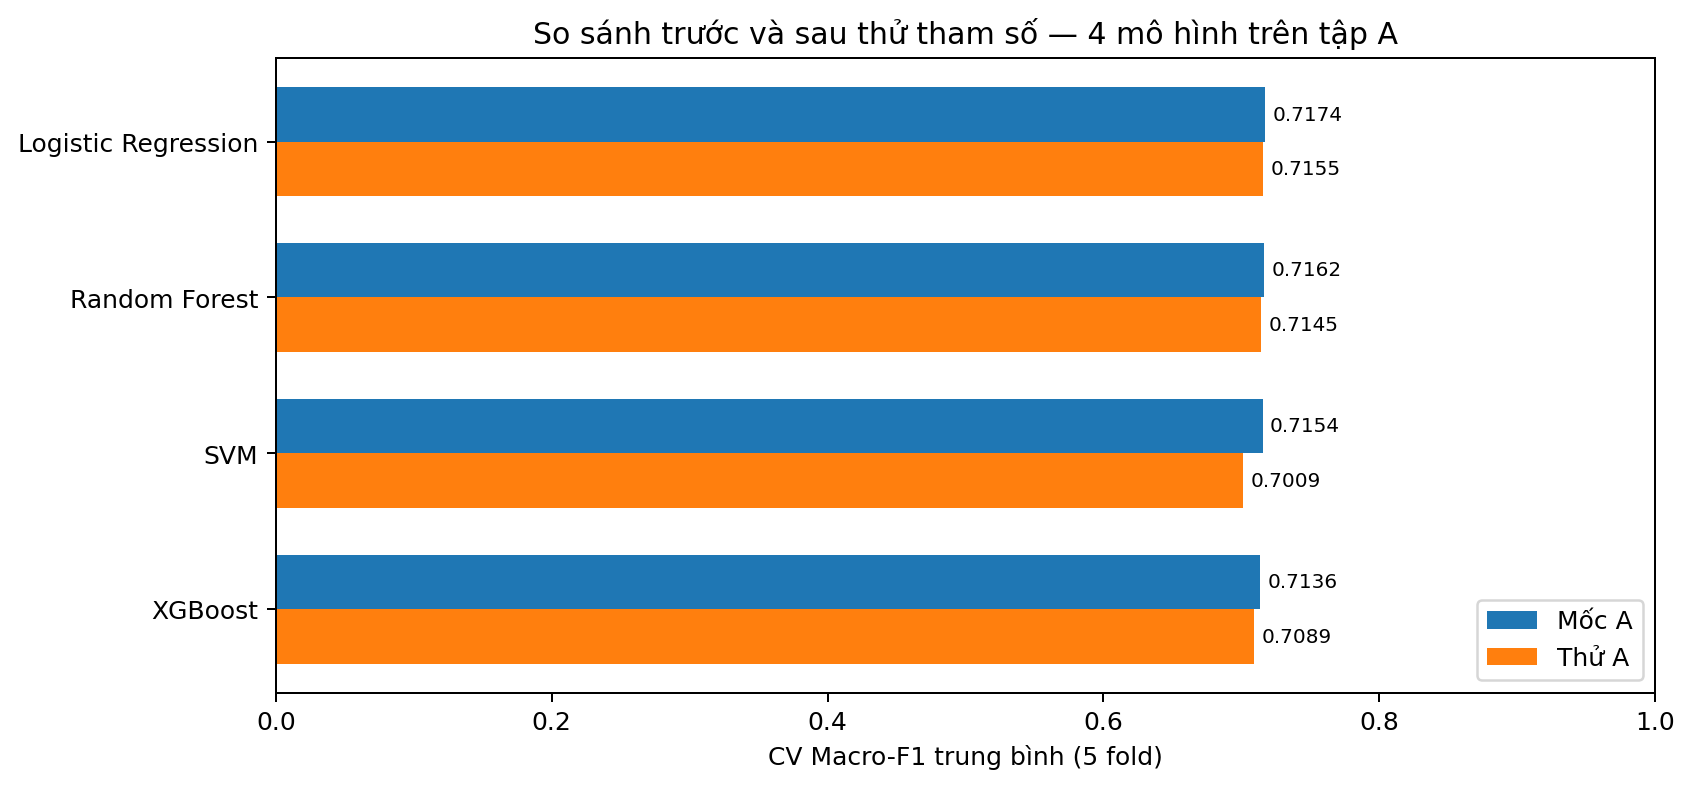 So sánh trước và sau thử tham số — 4 mô hình trên tập A
Logistic Regression
0.7174
0.7155
Random Forest
0.7162
0.7145
SVM
0.7154
0.7009
XGBoost
0.7136
0.7089
Mốc A
Thử A
0.0 0.2 0.4 0.6 0.8 1.0
CV Macro-F1 trung bình (5 fold)